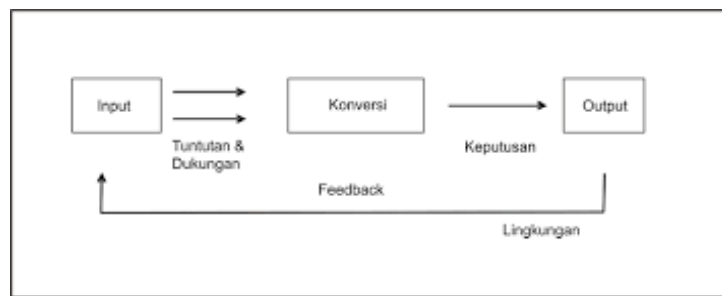 Input
Konversi
Output
Tuntutan &
Dukungan
Keputusan
Feedback
Lingkungan